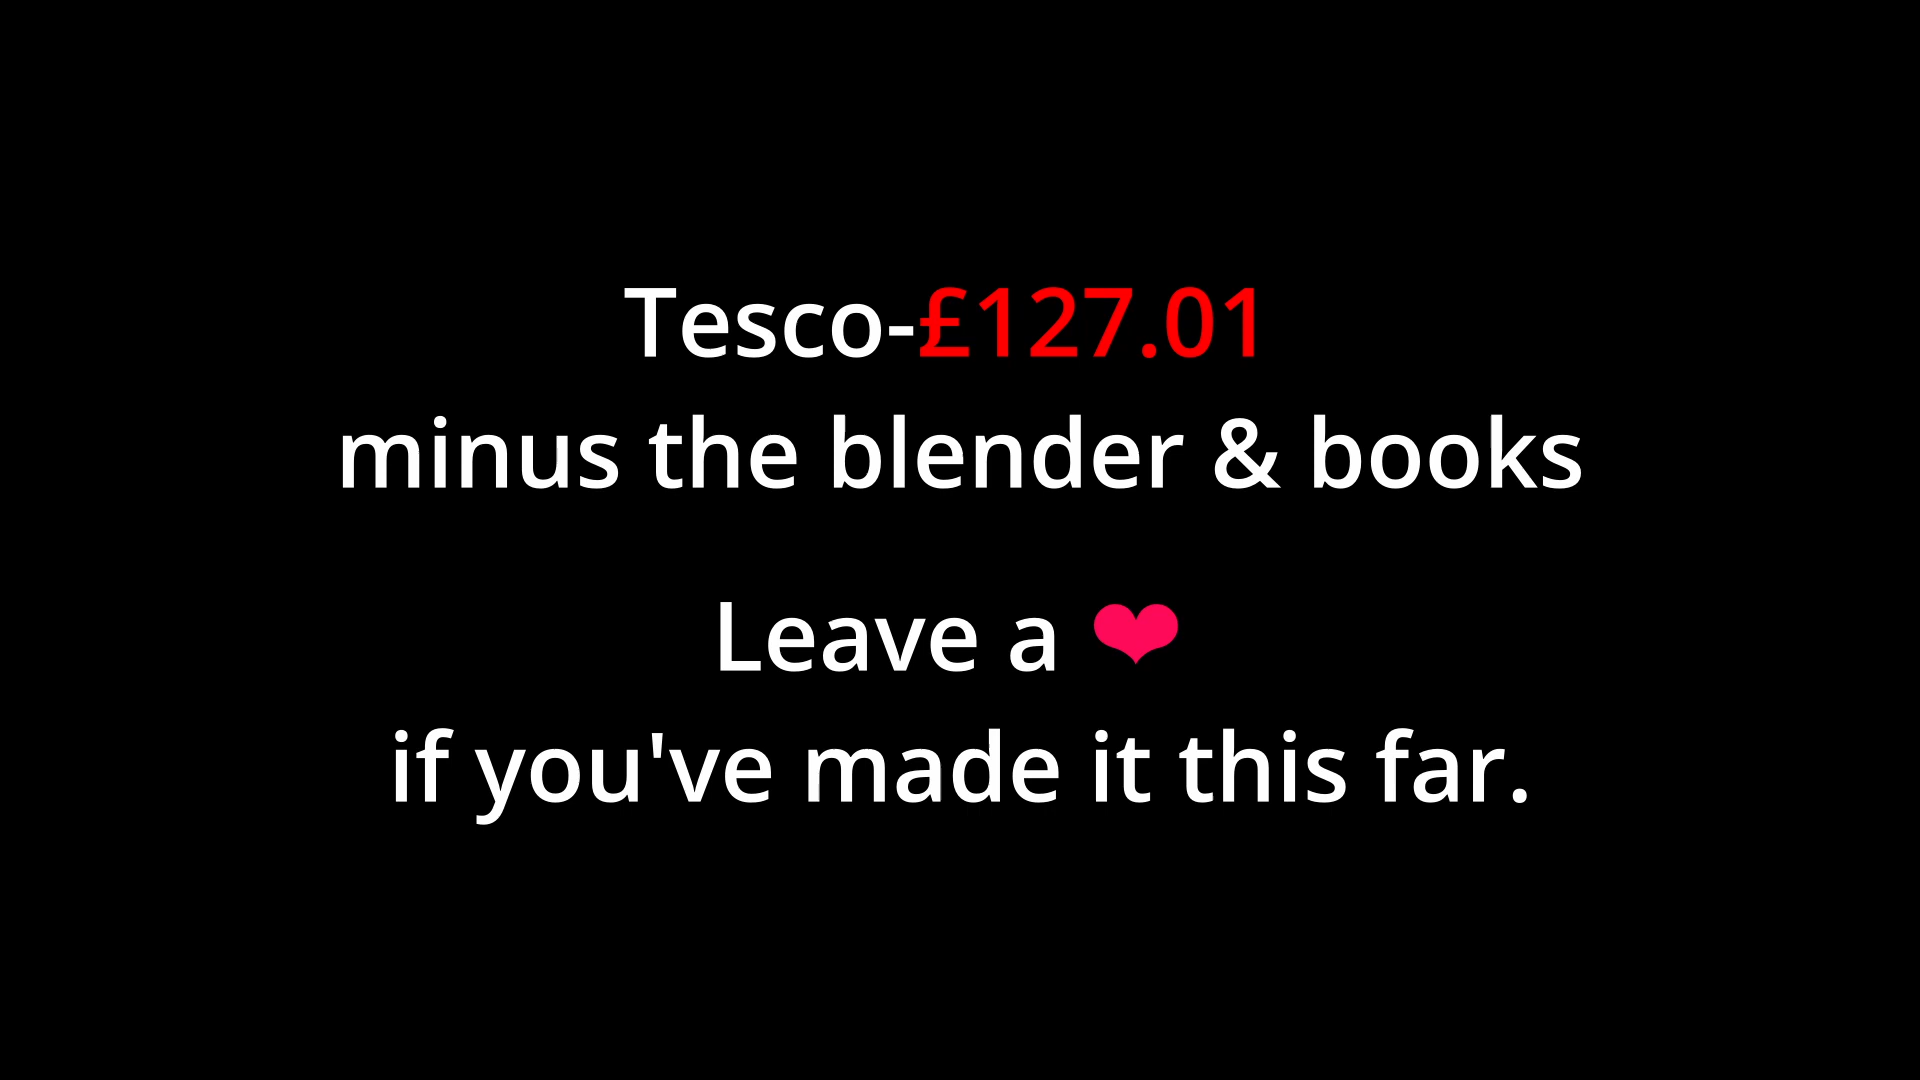 Tesco-£127.01
minus the blender & books
Leave a ❤
if you've made it this far.